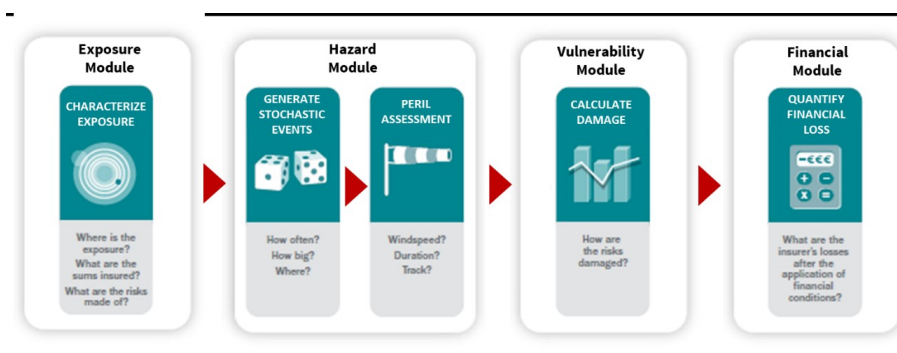 Exposure
Module
CHARACTERIZE
EXPOSURE
Where is the
exposure?
What are the
sums insured?
What are the risks
made of?
Hazard
Module
GENERATE
STOCHASTIC
EVENTS
How often?
How big?
Where?
PERIL
ASSESSMENT
Windspeed?
Duration?
Track?
Vulnerability
Module
CALCULATE
DAMAGE
How are
the risks
damaged?
Financial
Module
QUANTIFY
FINANCIAL
LOSS
-€€€
+ −
x =
What are the
insurer's losses
after the
application of
financial
conditions?